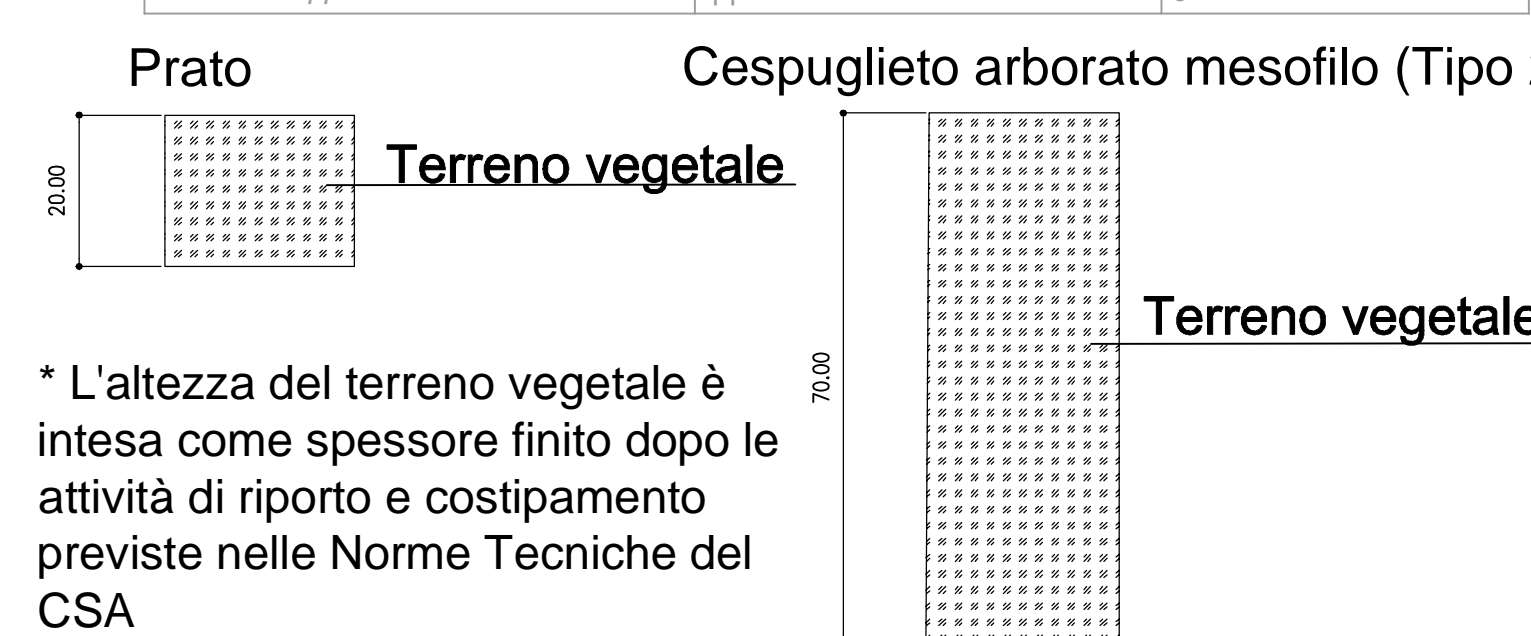 Prato
Cespuglieto arborato mesofilo (Tipo
20.00
Terreno vegetale
70.00
Terreno vegetale
* L'altezza del terreno vegetale è
intesa come spessore finito dopo le
attività di riporto e costipamento
previste nelle Norme Tecniche del
CSA